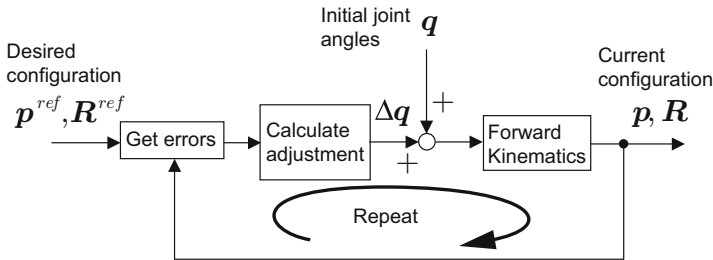 Initial joint
angles q
Desired
configuration
p^ref, R^ref
Current
configuration
p, R
Get errors
Calculate
adjustment
Δq
+
+
Forward
Kinematics
Repeat